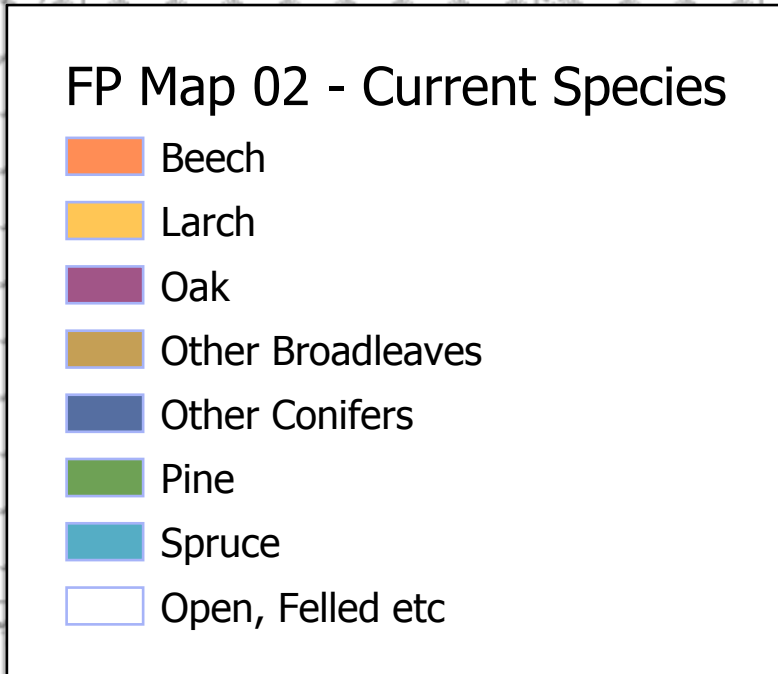 FP Map 02 - Current Species
Beech
Larch
Oak
Other Broadleaves
Other Conifers
Pine
Spruce
Open, Felled etc